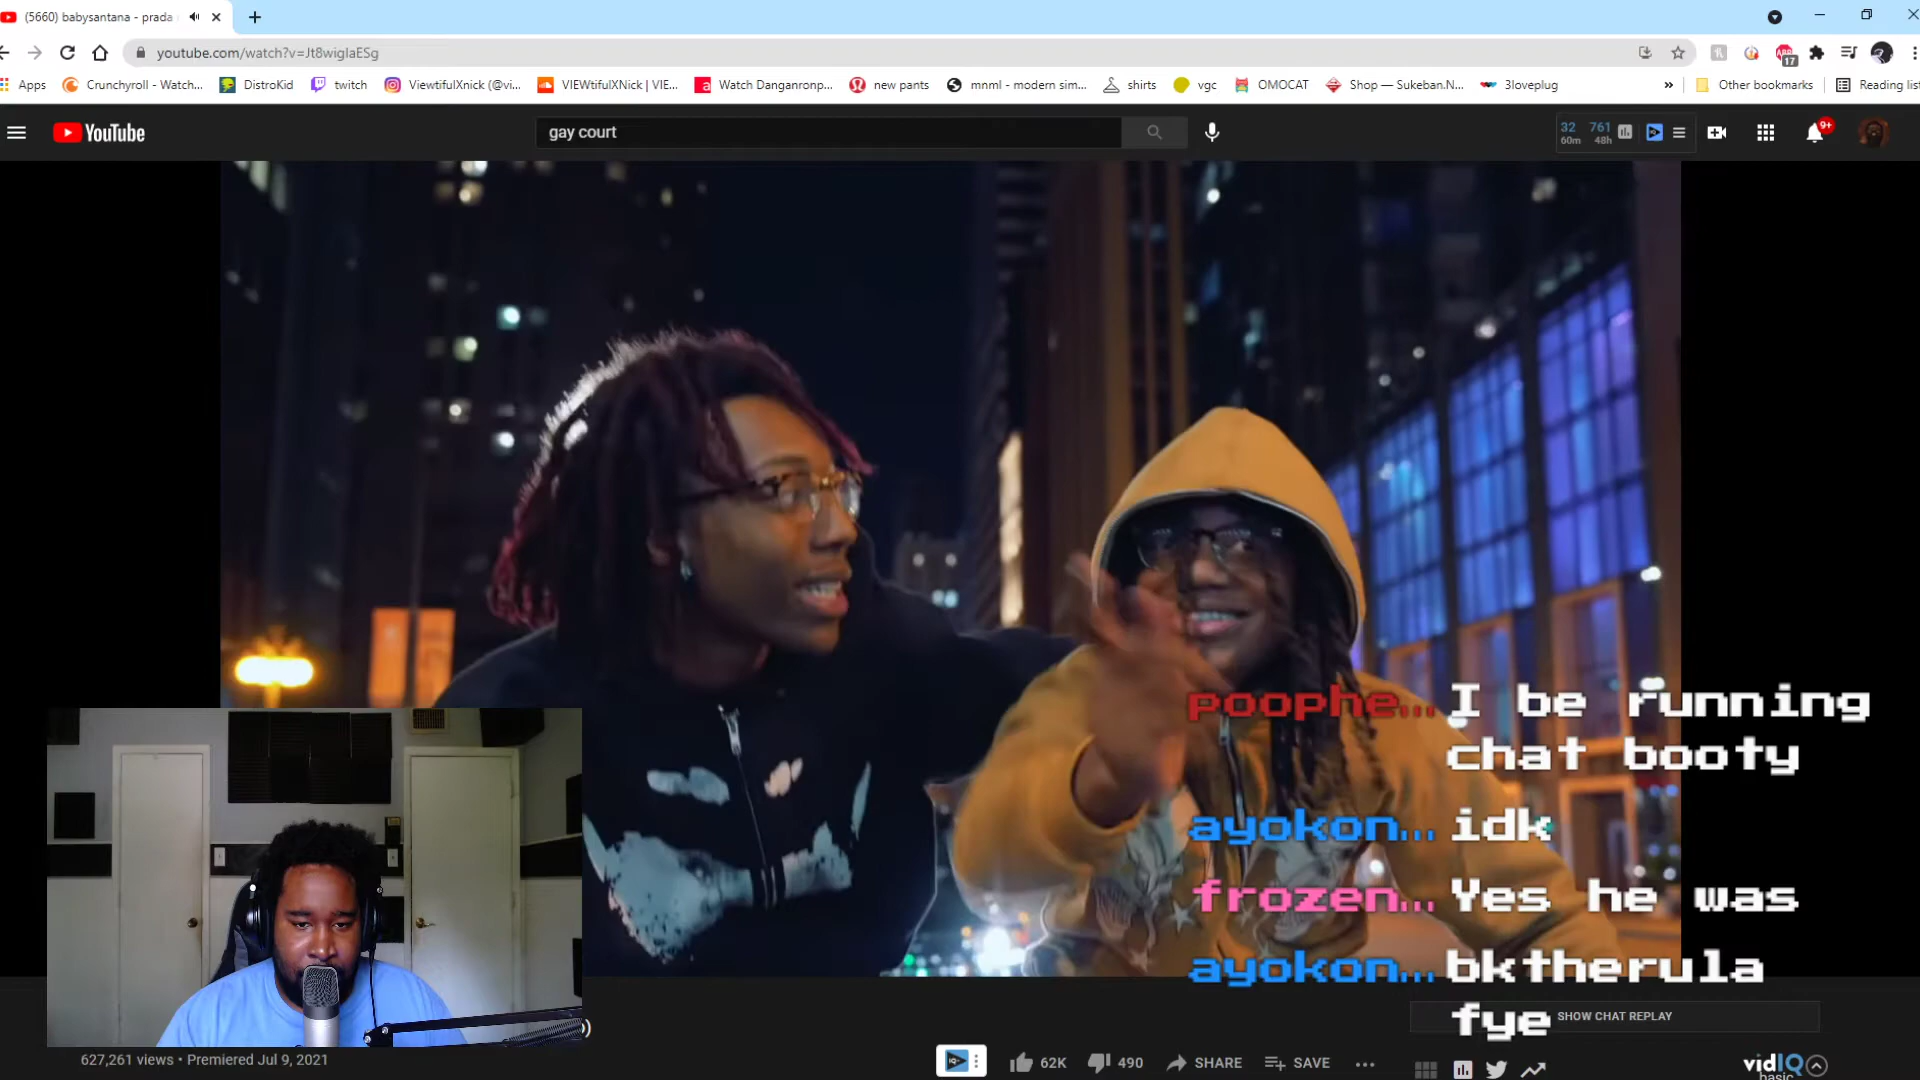 (5660) babysantana - prada
youtube.com/watch?v=Jt8wiglaESg
Apps Crunchyroll - Watch... DistroKid twitch ViewtifulXnick (@vi... VIEWtifulXNick | VIE... Watch Danganronp... new pants mnml - modern sim... shirts vgc OMOCAT Shop — Sukeban.N... 3loveplug » Other bookmarks Reading list
17
YouTube gay court 32 60m 761 48h 9+
poophe... I be running
chat booty
ayokon... idk
frozen... Yes he was
ayokon... bktherula
fye
SHOW CHAT REPLAY
627,261 views • Premiered Jul 9, 2021 62K 490 SHARE SAVE ...
vidIQ
basic